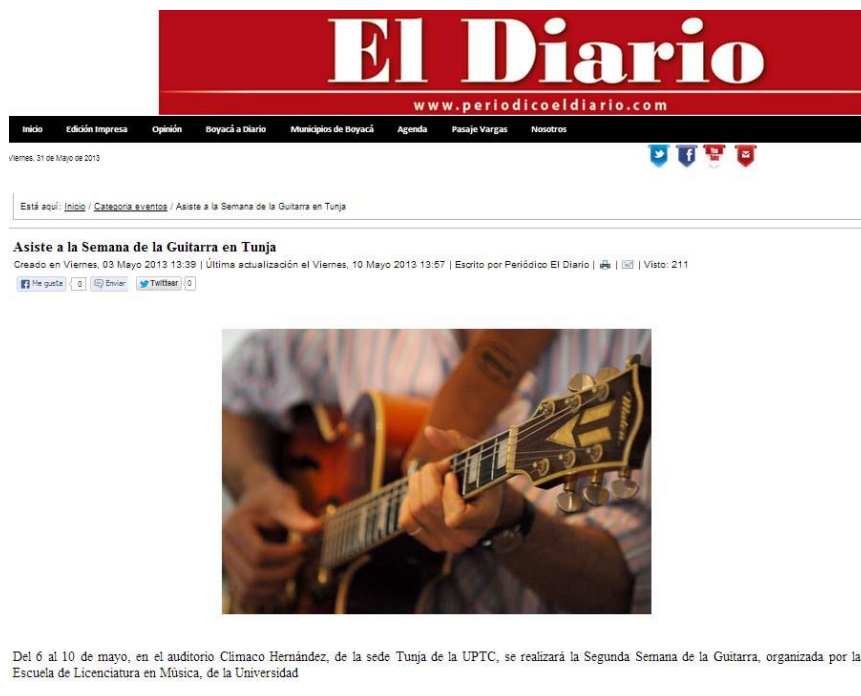 El Diario
www.periodicoeldiario.com
Inicio Edición Impresa Opinión Boyacá a Diario Municipios de Boyacá Agenda Pasaje Vargas Nosotros
Viernes, 31 de Mayo de 2013
Está aquí: Inicio / Categoria eventos / Asiste a la Semana de la Guitarra en Tunja
Asiste a la Semana de la Guitarra en Tunja
Creado en Viernes, 03 Mayo 2013 13:39 | Última actualización el Viernes, 10 Mayo 2013 13:57 | Escrito por Periódico El Diario | | | Visto: 211
Me gusta 0 Enviar Twittear 0
Del 6 al 10 de mayo, en el auditorio Climaco Hernández, de la sede Tunja de la UPTC, se realizará la Segunda Semana de la Guitarra, organizada por la
Escuela de Licenciatura en Música, de la Universidad